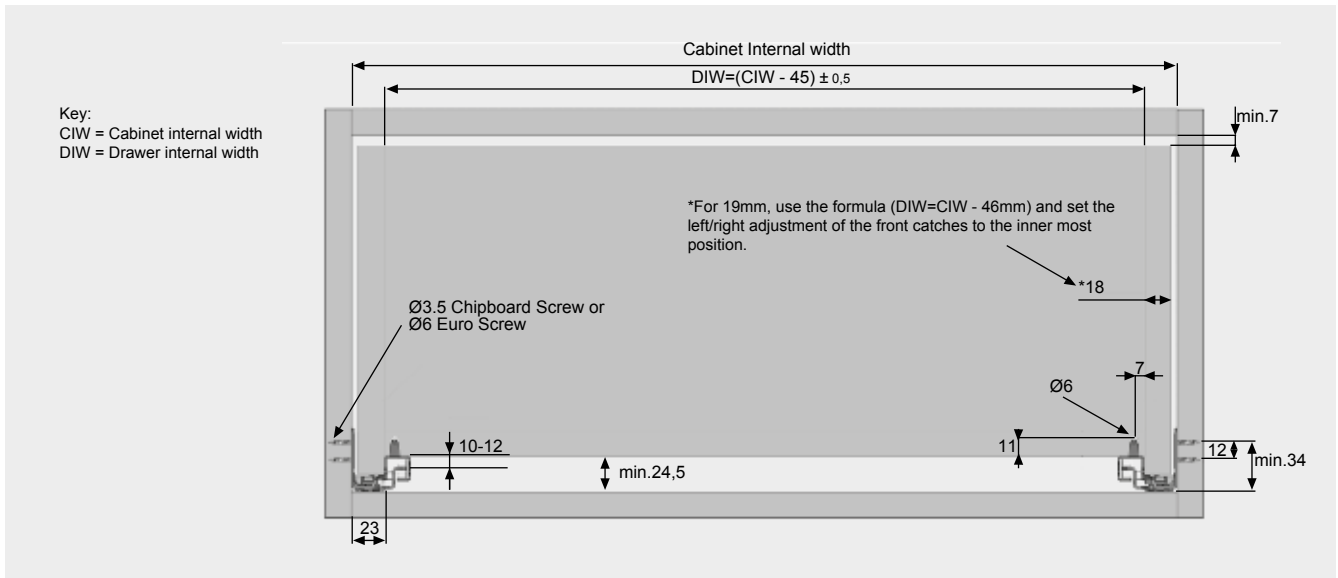 Cabinet Internal width
DIW=(CIW - 45) ± 0,5
Key:
CIW = Cabinet internal width
DIW = Drawer internal width
min.7
*For 19mm, use the formula (DIW=CIW - 46mm) and set the
left/right adjustment of the front catches to the inner most
position.
*18
Ø3.5 Chipboard Screw or
Ø6 Euro Screw
7
Ø6
10-12
11
12
min.24,5
min.34
23